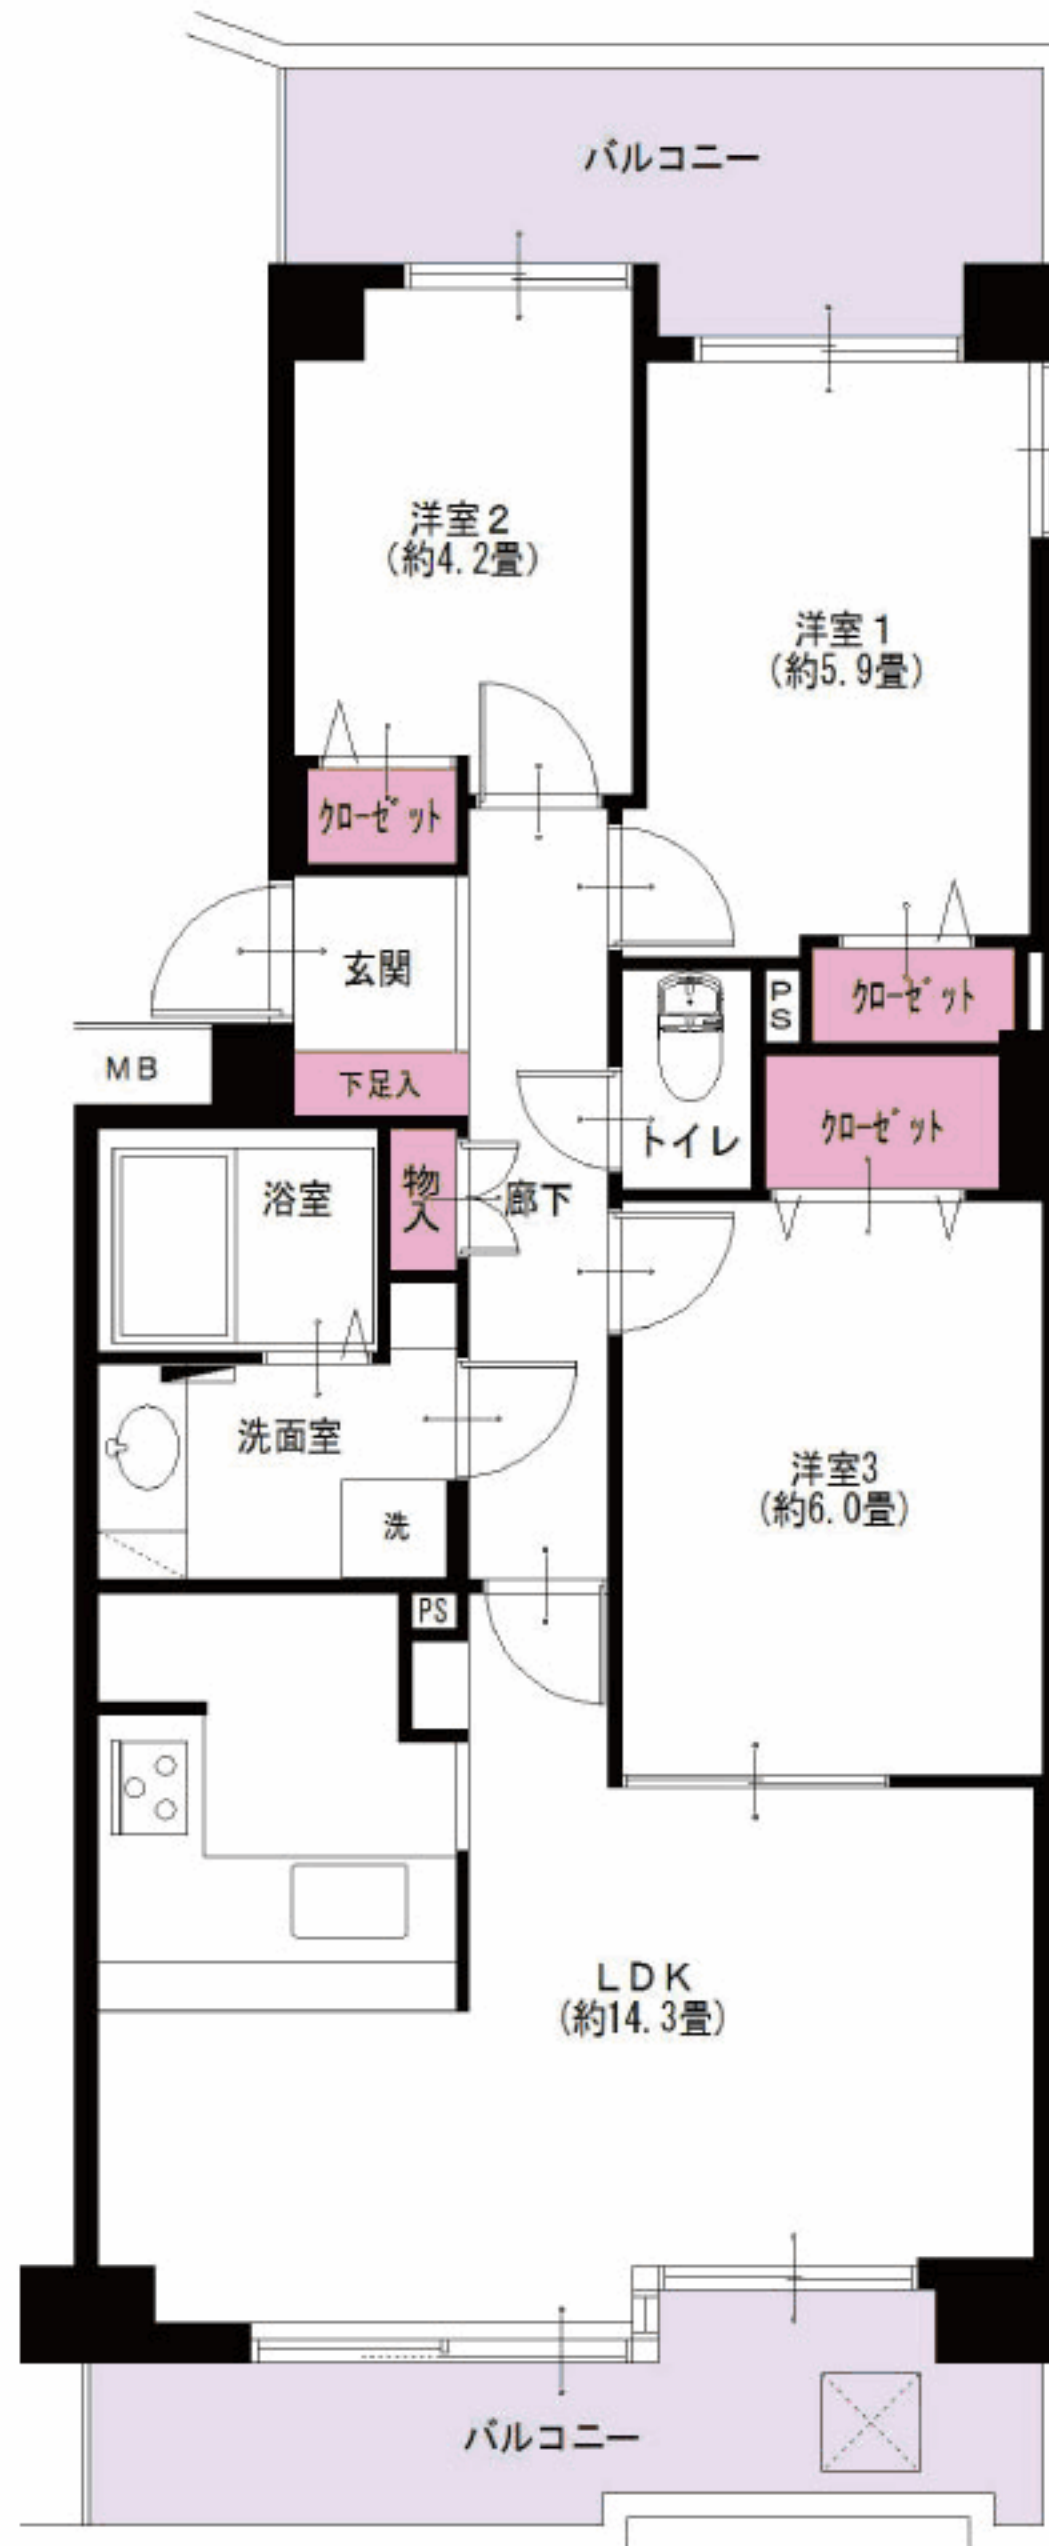 バルコニー
洋室2
(約4.2畳)
洋室1
(約5.9畳)
クローゼット
玄関
PS
クローゼット
MB
下足入
クローゼット
トイレ
浴室
物入
廊下
洗面室
洋室3
(約6.0畳)
洗
PS
LDK
(約14.3畳)
バルコニー